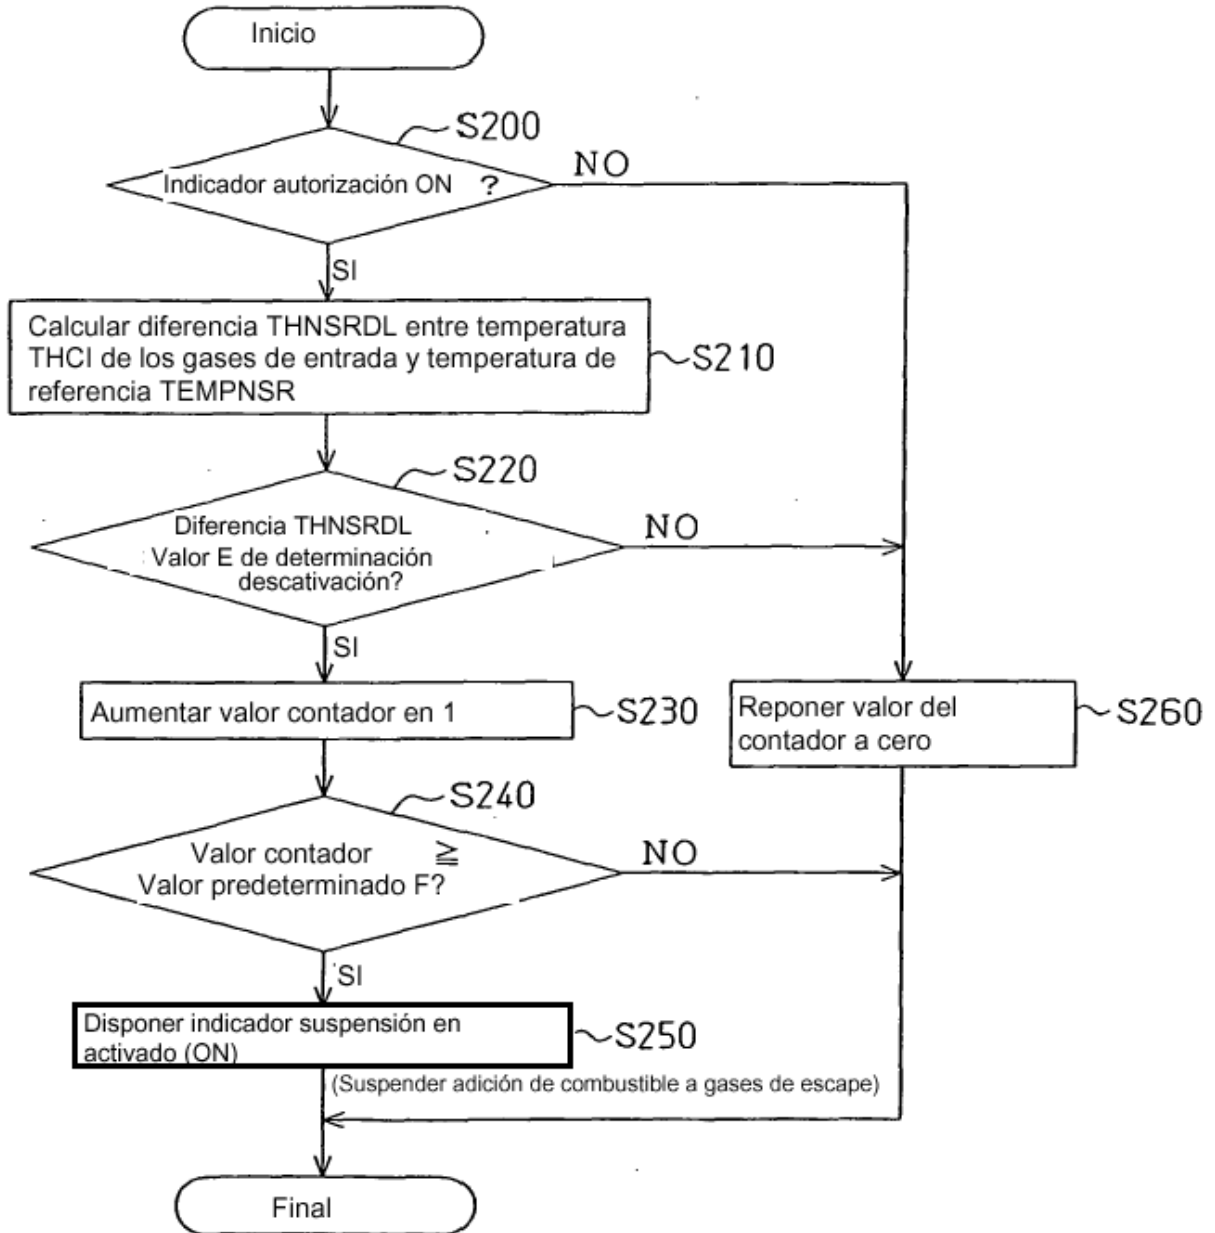 Inicio
S200
Indicador autorización ON ?
NO
SI
Calcular diferencia THNSRDL entre temperatura
THCI de los gases de entrada y temperatura de
referencia TEMPNSR
S210
S220
Diferencia THNSRDL
Valor E de determinación
descativación?
NO
SI
Aumentar valor contador en 1
S230
Reponer valor del
contador a cero
S260
S240
Valor contador ≧
Valor predeterminado F?
NO
SI
Disponer indicador suspensión en
activado (ON)
S250
(Suspender adición de combustible a gases de escape)
Final